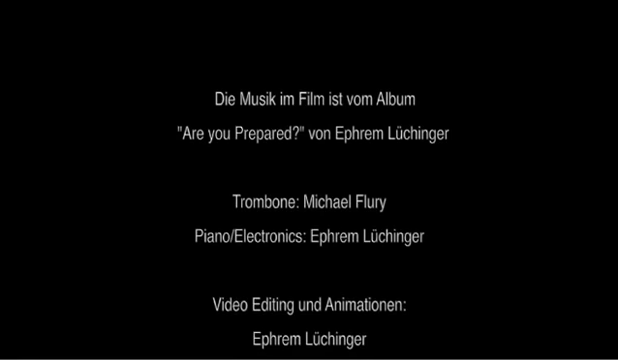 Die Musik im Film ist vom Album
"Are you Prepared?" von Ephrem Lüchinger
Trombone: Michael Flury
Piano/Electronics: Ephrem Lüchinger
Video Editing und Animationen:
Ephrem Lüchinger